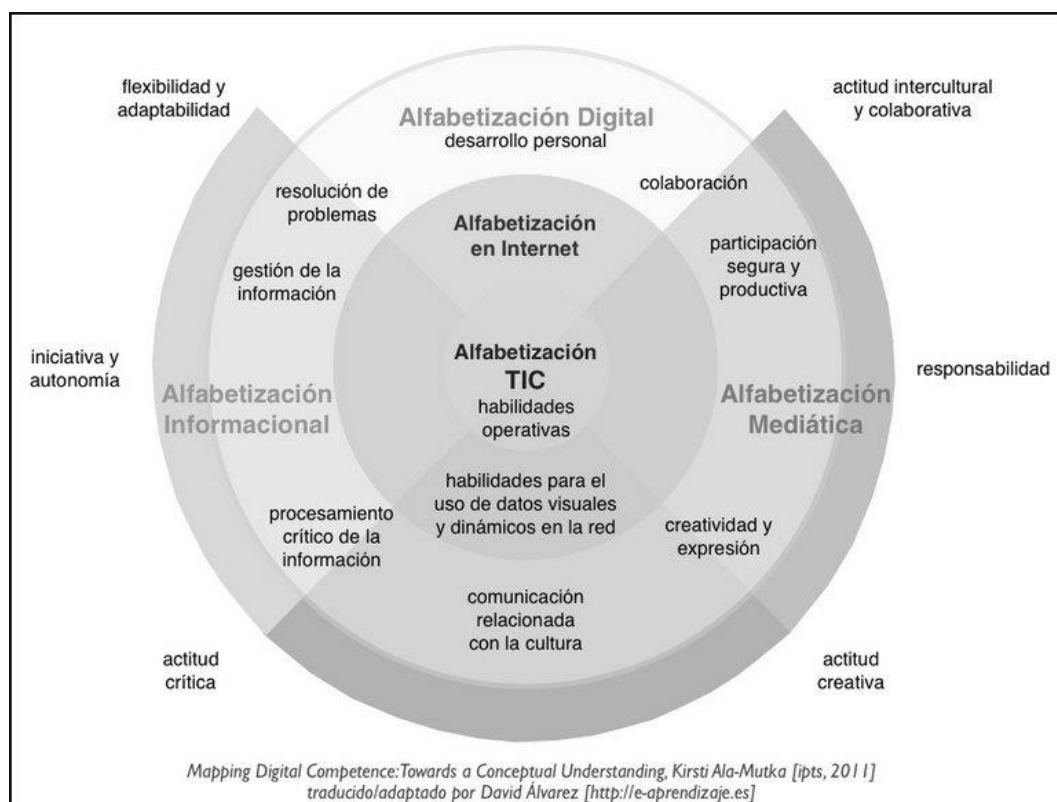 flexibilidad y
adaptabilidad
actitud intercultural
y colaborativa
Alfabetización Digital
desarrollo personal
resolución de
problemas
colaboración
Alfabetización
en Internet
participación
segura y
productiva
gestión de la
información
iniciativa y
autonomía
Alfabetización
TIC
habilidades
operativas
responsabilidad
Alfabetización
Informacional
Alfabetización
Mediática
habilidades para el
uso de datos visuales
y dinámicos en la red
procesamiento
crítico de la
información
creatividad y
expresión
comunicación
relacionada
con la cultura
actitud
crítica
actitud
creativa
Mapping Digital Competence:Towards a Conceptual Understanding, Kirsti Ala-Mutka [ipts, 2011]
traducido/adaptado por David Álvarez [http://e-aprendizaje.es]